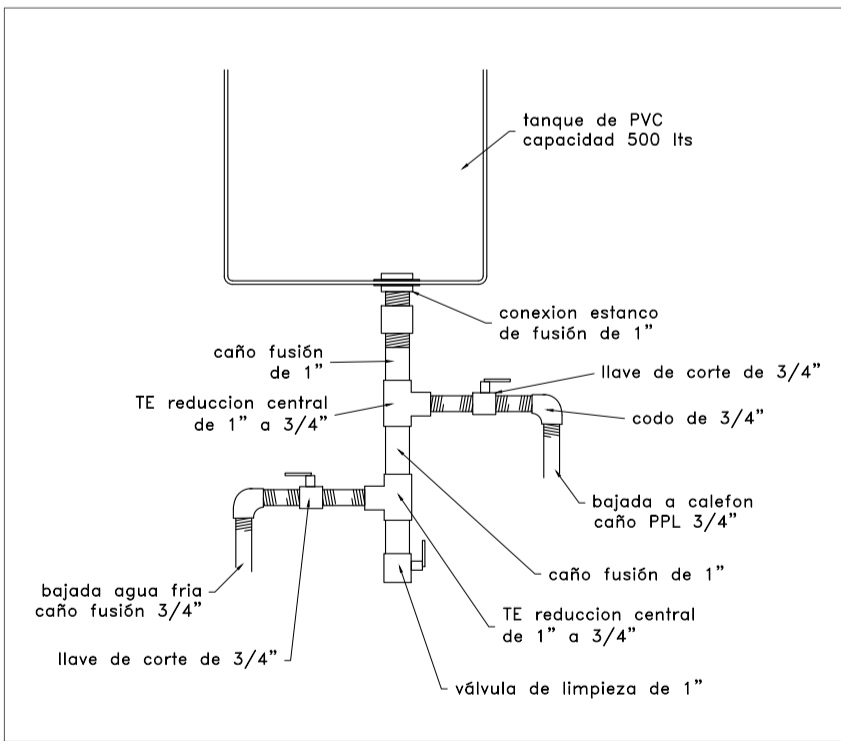 tanque de PVC
capacidad 500 lts
conexion estanco
de fusión de 1”
caño fusión
de 1”
llave de corte de 3/4”
TE reduccion central
de 1” a 3/4”
codo de 3/4”
bajada a calefon
caño PPL 3/4”
caño fusión de 1”
bajada agua fria
caño fusión 3/4”
TE reduccion central
de 1” a 3/4”
llave de corte de 3/4”
válvula de limpieza de 1”